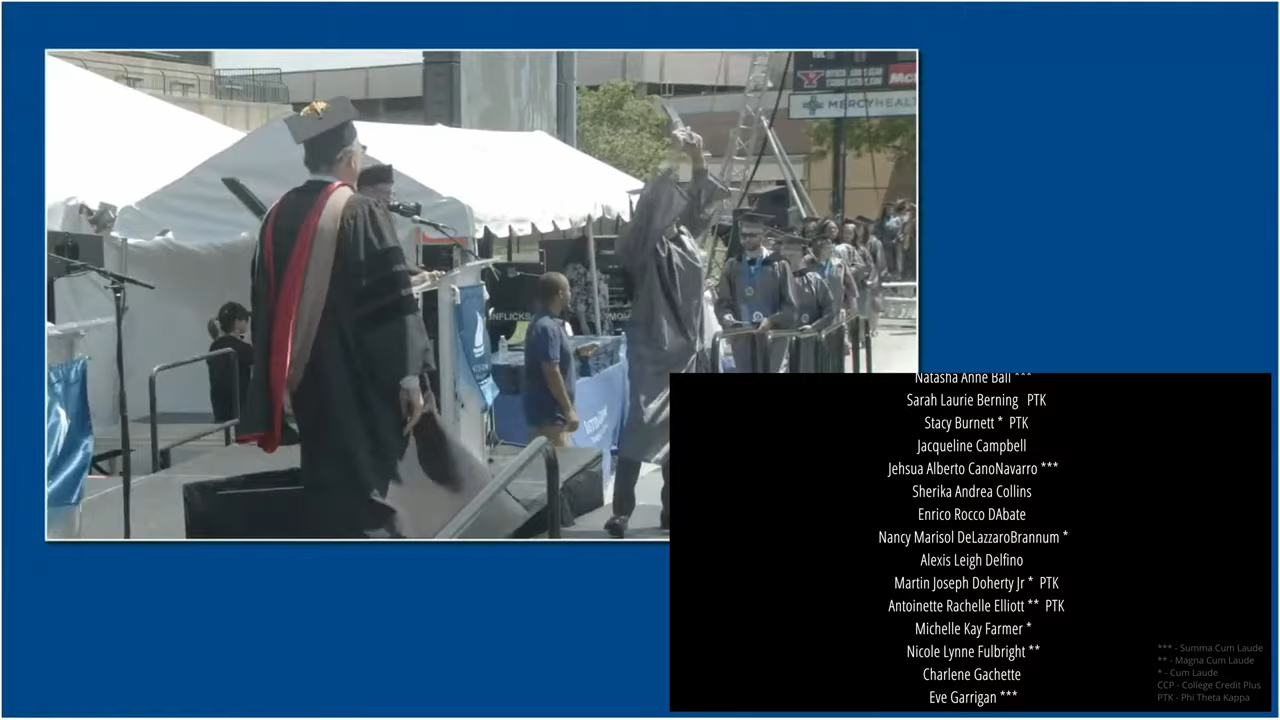 MERCYHEALT
NFLICKS
Natasha Anne Ball ***
Sarah Laurie Berning PTK
Stacy Burnett * PTK
Jacqueline Campbell
Jehsua Alberto CanoNavarro ***
Sherika Andrea Collins
Enrico Rocco DAbate
Nancy Marisol DeLazzaroBrannum *
Alexis Leigh Delfino
Martin Joseph Doherty Jr * PTK
Antoinette Rachelle Elliott ** PTK
Michelle Kay Farmer *
Nicole Lynne Fulbright **
Charlene Gachette
Eve Garrigan ***
*** - Summa Cum Laude
** - Magna Cum Laude
* - Cum Laude
CCP - College Credit Plus
PTK - Phi Theta Kappa